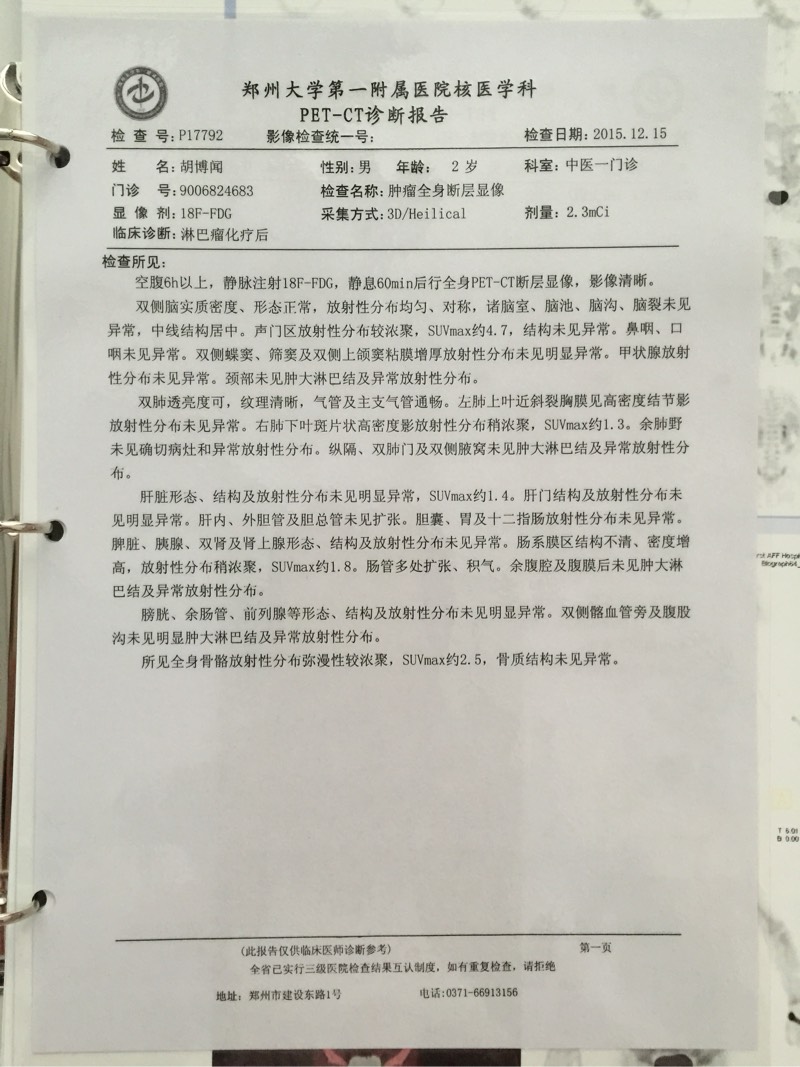 郑州大学第一附属医院核医学科
PET-CT诊断报告
检 查 号: P17792 影像检查统一号: 检查日期: 2015.12.15
姓 名: 胡博闻 性别: 男 年龄: 2 岁 科室: 中医一门诊
门诊 号: 9006824683 检查名称: 肿瘤全身断层显像
显 像 剂: 18F-FDG 采集方式: 3D/Heilical 剂量: 2.3mCi
临床诊断: 淋巴瘤化疗后
检查所见:
空腹6h以上，静脉注射18F-FDG，静息60min后行全身PET-CT断层显像，影像清晰。
双侧脑实质密度、形态正常，放射性分布均匀、对称，诸脑室、脑池、脑沟、脑裂未见
异常，中线结构居中。声门区放射性分布较浓聚，SUVmax约4.7，结构未见异常。鼻咽、口
咽未见异常。双侧蝶窦、筛窦及双侧上颌窦粘膜增厚放射性分布未见明显异常。甲状腺放射
性分布未见异常。颈部未见肿大淋巴结及异常放射性分布。
双肺透亮度可，纹理清晰，气管及主支气管通畅。左肺上叶近斜裂胸膜见高密度结节影
放射性分布未见异常。右肺下叶斑片状高密度影放射性分布稍浓聚，SUVmax约1.3。余肺野
未见确切病灶和异常放射性分布。纵隔、双肺门及双侧腋窝未见肿大淋巴结及异常放射性分
布。
肝脏形态、结构及放射性分布未见明显异常，SUVmax约1.4。肝门结构及放射性分布未
见明显异常。肝内、外胆管及胆总管未见扩张。胆囊、胃及十二指肠放射性分布未见异常。
脾脏、胰腺、双肾及肾上腺形态、结构及放射性分布未见异常。肠系膜区结构不清、密度增
高，放射性分布稍浓聚，SUVmax约1.8。肠管多处扩张、积气。余腹腔及腹膜后未见肿大淋
巴结及异常放射性分布。
膀胱、余肠管、前列腺等形态、结构及放射性分布未见明显异常。双侧髂血管旁及腹股
沟未见明显肿大淋巴结及异常放射性分布。
所见全身骨骼放射性分布弥漫性较浓聚，SUVmax约2.5，骨质结构未见异常。
(此报告仅供临床医师诊断参考) 第一页
全省已实行三级医院检查结果互认制度，如有重复检查，请拒绝
地址: 郑州市建设东路1号 电话:0371-66913156